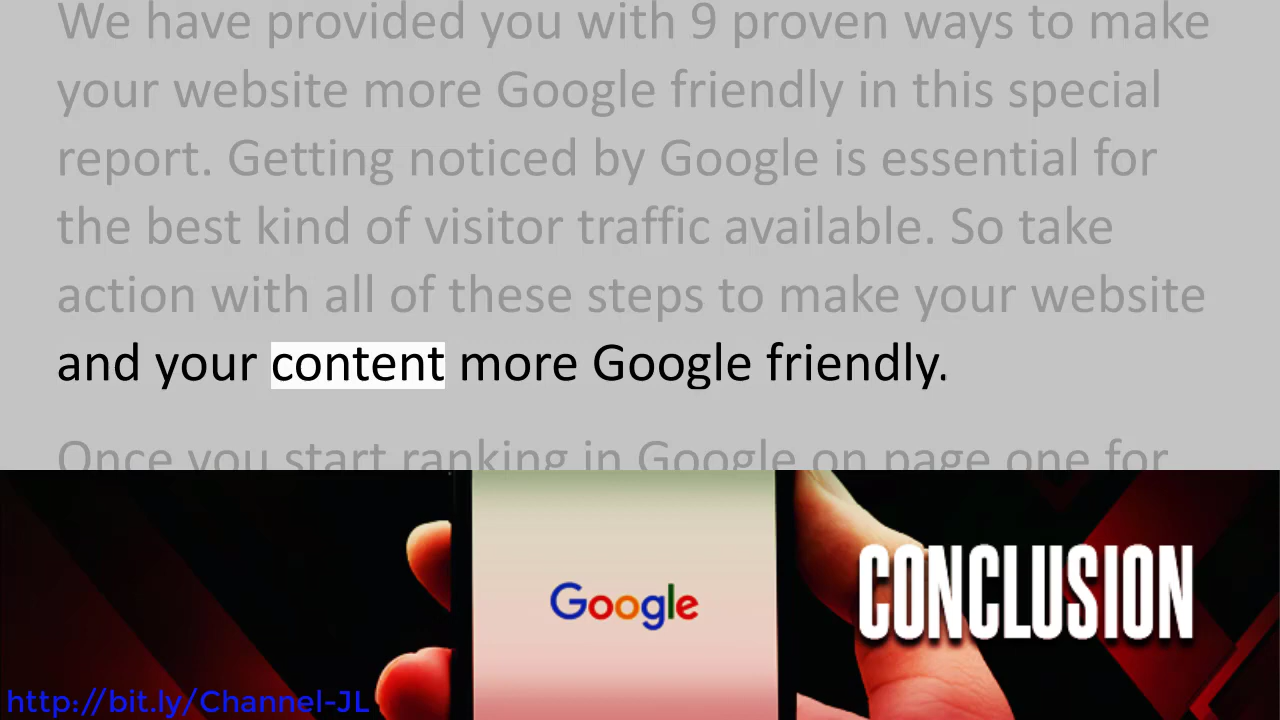 We have provided you with 9 proven ways to make
your website more Google friendly in this special
report. Getting noticed by Google is essential for
the best kind of visitor traffic available. So take
action with all of these steps to make your website
and your content more Google friendly.
Once you start ranking in Google on page one for
Google
CONCLUSION
http://bit.ly/Channel-JL